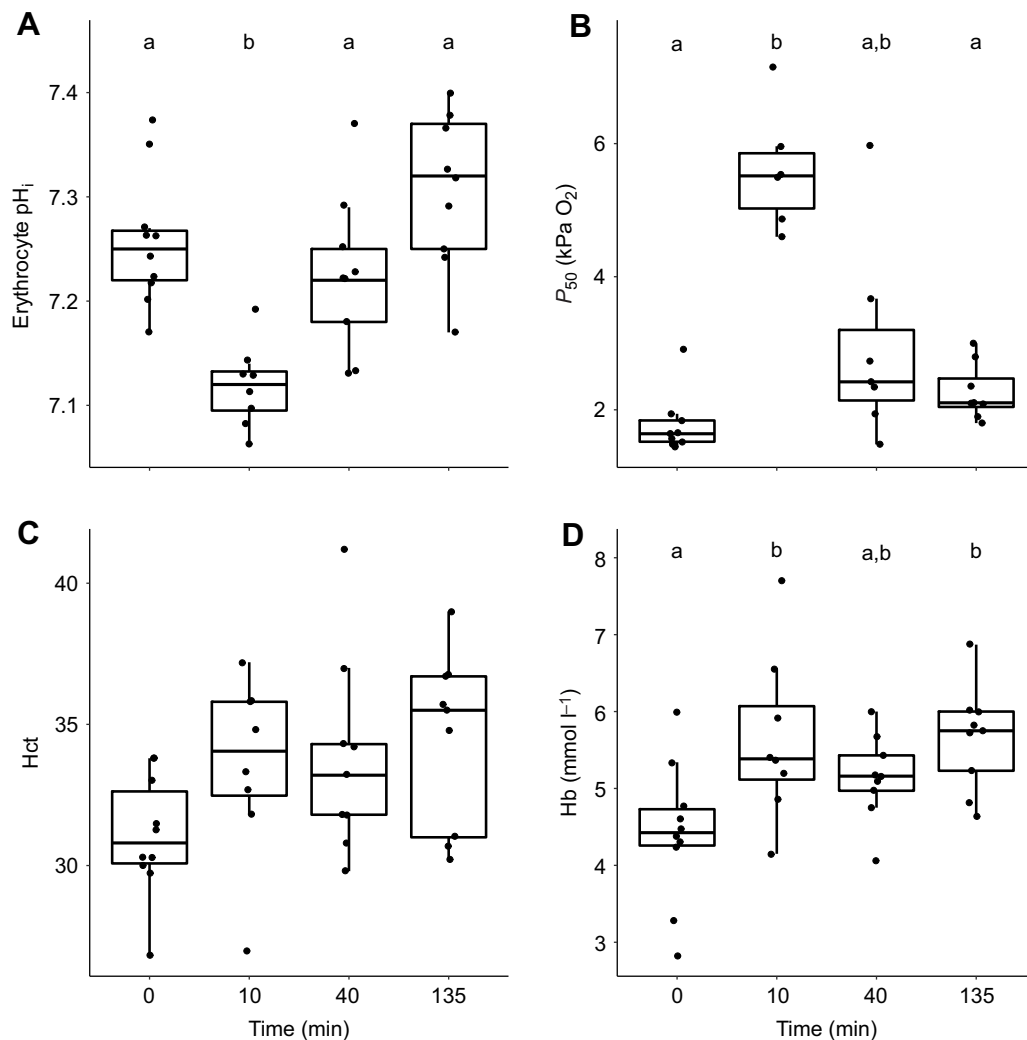 A
a b a a
Erythrocyte pHi
7.4
7.3
7.2
7.1
B
a b a,b a
P50 (kPa O2)
6
4
2
C
Hct
40
35
30
0 10 40 135
Time (min)
D
a b a,b b
Hb (mmol l−1)
8
7
6
5
4
3
0 10 40 135
Time (min)